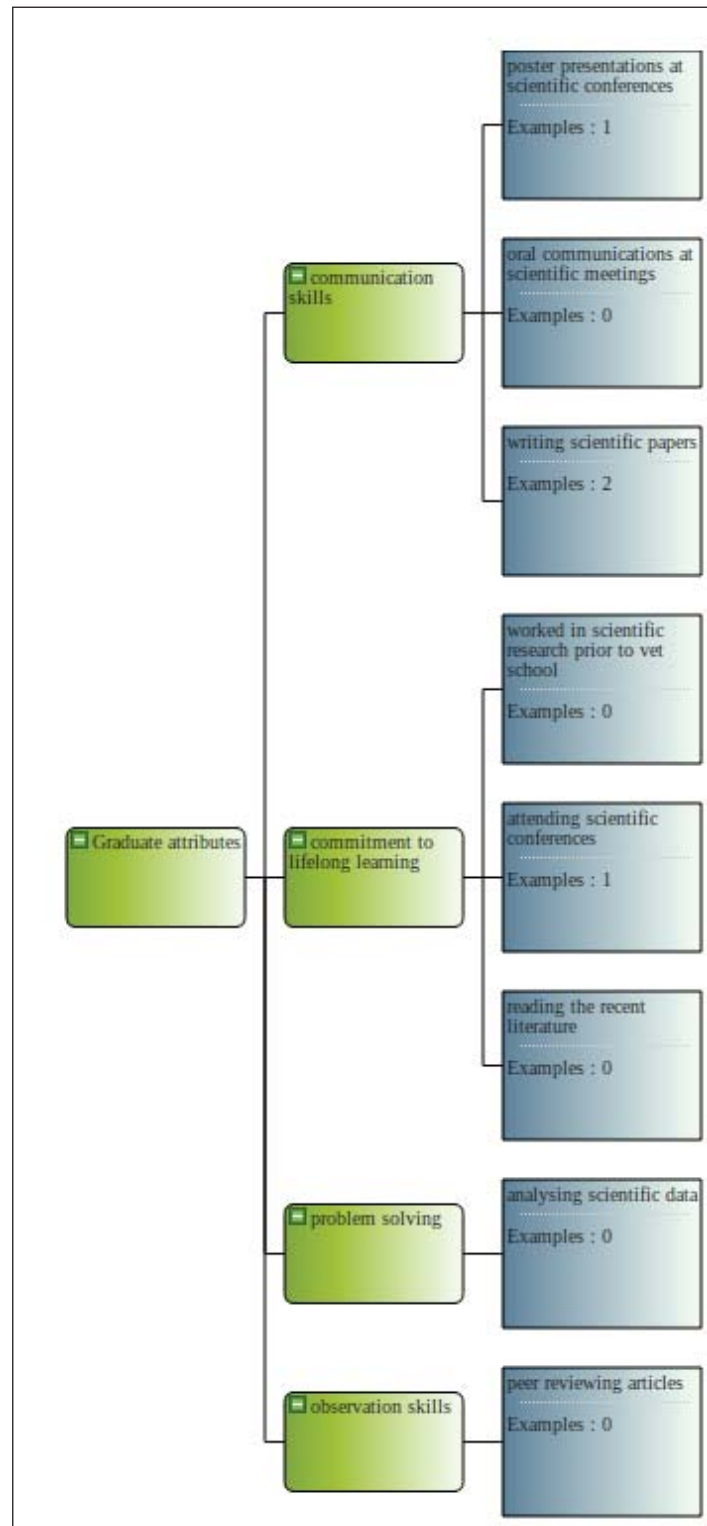 poster presentations at
scientific conferences
Examples : 1
communication
skills
oral communications at
scientific meetings
Examples : 0
writing scientific papers
Examples : 2
Graduate attributes
commitment to
lifelong learning
worked in scientific
research prior to vet
school
Examples : 0
attending scientific
conferences
Examples : 1
reading the recent
literature
Examples : 0
problem solving
analysing scientific data
Examples : 0
observation skills
peer reviewing articles
Examples : 0